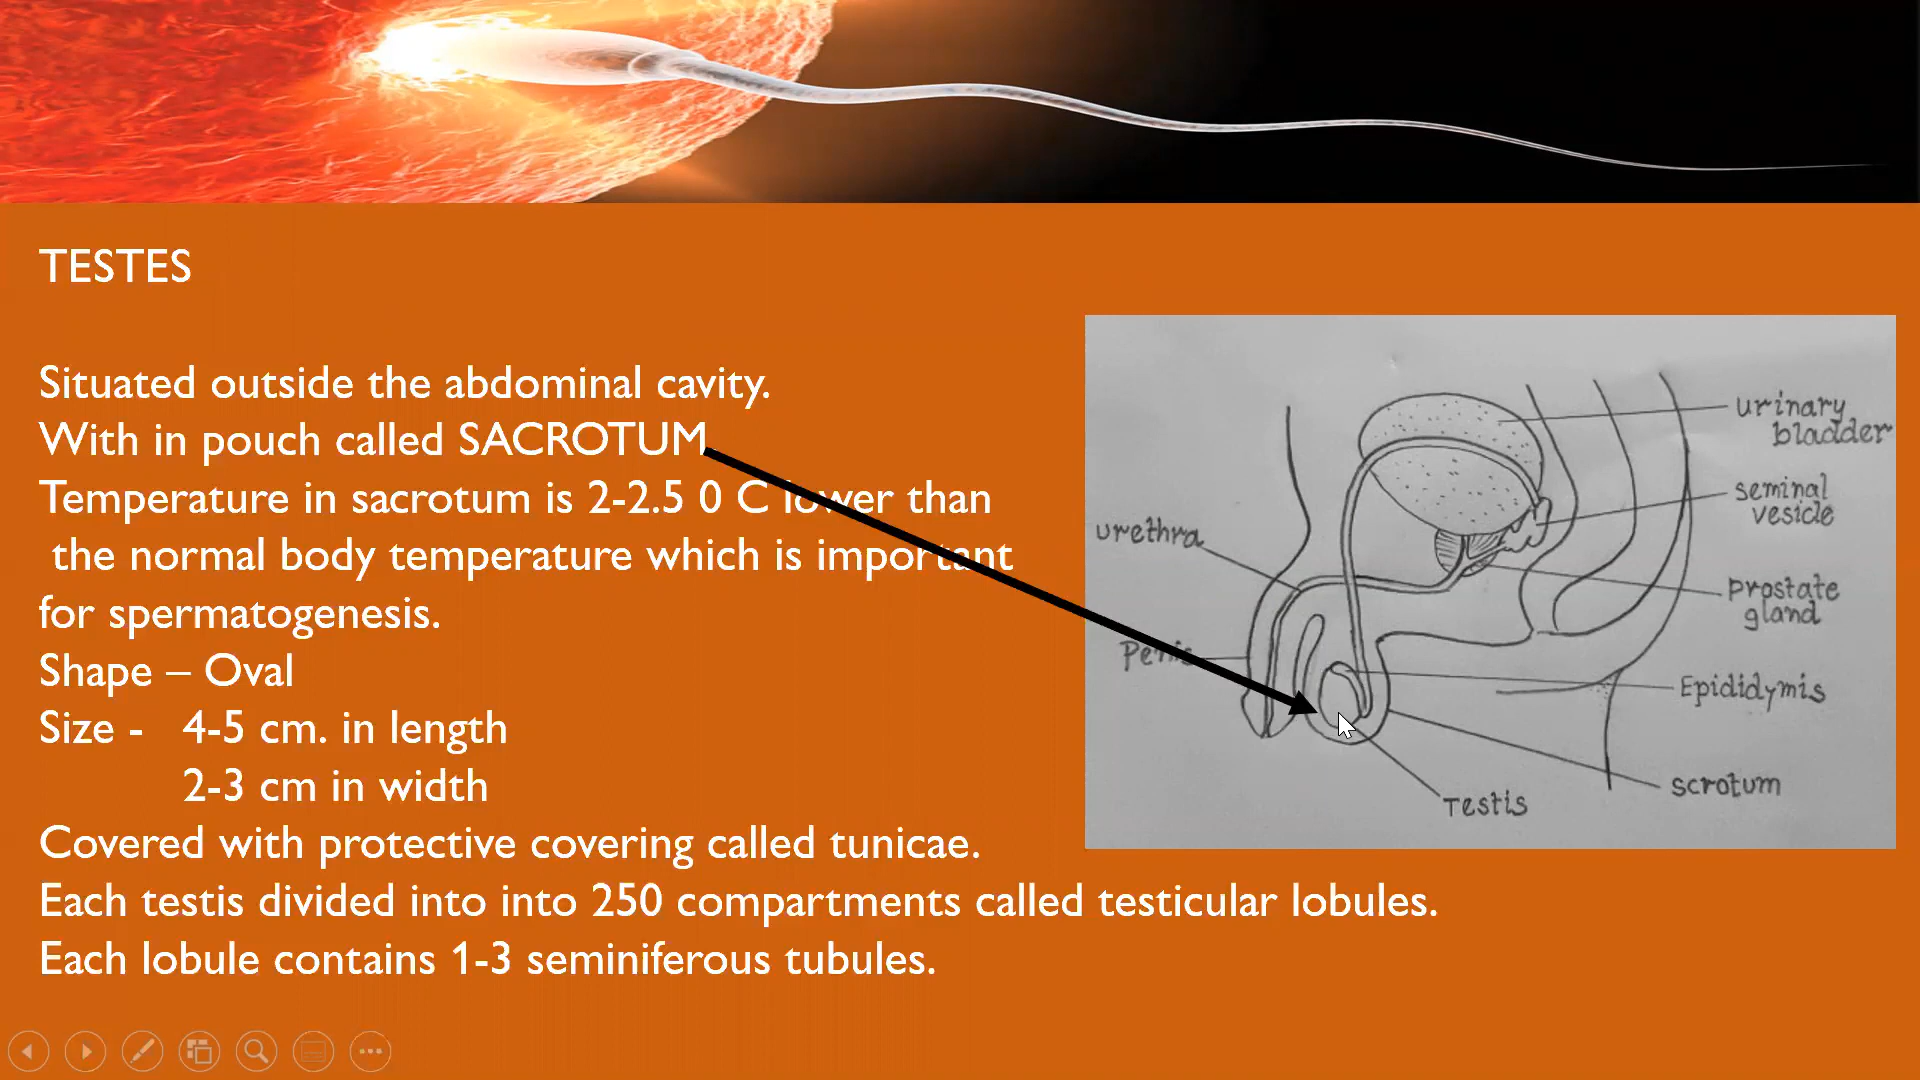 TESTES
Situated outside the abdominal cavity.
With in pouch called SACROTUM
Temperature in sacrotum is 2-2.5 0 C lower than
the normal body temperature which is important
for spermatogenesis.
Shape – Oval
Size - 4-5 cm. in length
2-3 cm in width
Covered with protective covering called tunicae.
Each testis divided into into 250 compartments called testicular lobules.
Each lobule contains 1-3 seminiferous tubules.
urinary
bladder
seminal
vesicle
urethra
prostate
gland
Penis
Epididymis
scrotum
Testis